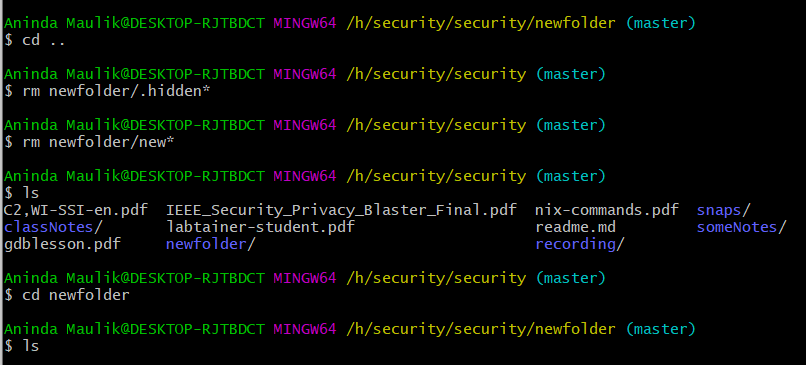 Aninda Maulik@DESKTOP-RJTBDCT MINGW64 /h/security/security/newfolder (master)
$ cd ..
Aninda Maulik@DESKTOP-RJTBDCT MINGW64 /h/security/security (master)
$ rm newfolder/.hidden*
Aninda Maulik@DESKTOP-RJTBDCT MINGW64 /h/security/security (master)
$ rm newfolder/new*
Aninda Maulik@DESKTOP-RJTBDCT MINGW64 /h/security/security (master)
$ ls
C2,WI-SSI-en.pdf  IEEE_Security_Privacy_Blaster_Final.pdf  nix-commands.pdf  snaps/
classNotes/       labtainer-student.pdf                    readme.md         someNotes/
gdblesson.pdf     newfolder/                               recording/
Aninda Maulik@DESKTOP-RJTBDCT MINGW64 /h/security/security (master)
$ cd newfolder
Aninda Maulik@DESKTOP-RJTBDCT MINGW64 /h/security/security/newfolder (master)
$ ls